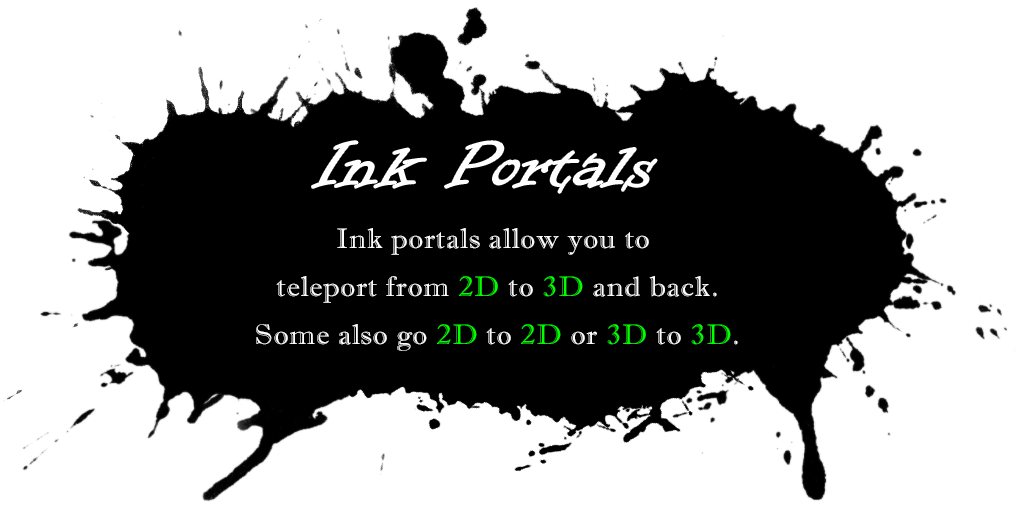 Ink Portals
Ink portals allow you to
teleport from 2D to 3D and back.
Some also go 2D to 2D or 3D to 3D.